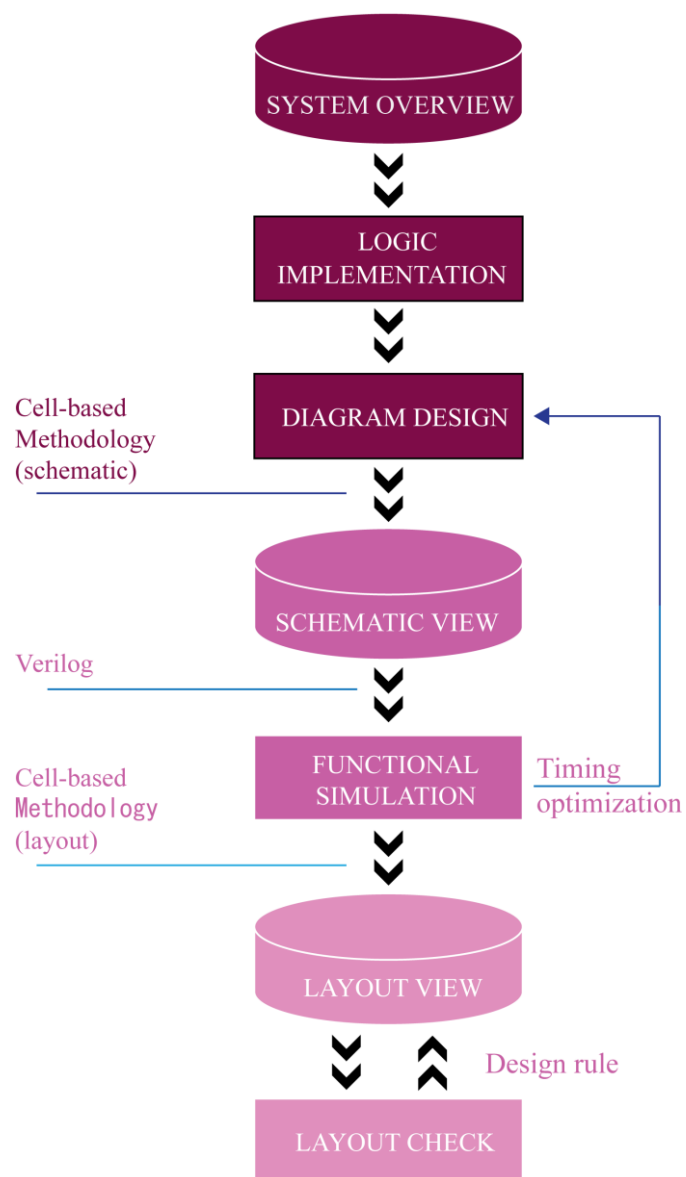 SYSTEM OVERVIEW
LOGIC
IMPLEMENTATION
DIAGRAM DESIGN
Cell-based
Methodology
(schematic)
SCHEMATIC VIEW
Verilog
FUNCTIONAL
SIMULATION
Timing
optimization
Cell-based
Methodology
(layout)
LAYOUT VIEW
Design rule
LAYOUT CHECK